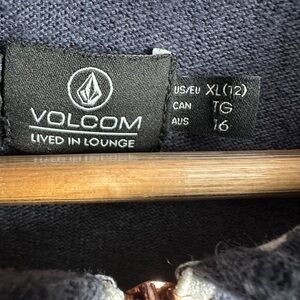 VOLCOM
LIVED IN LOUNGE
US/EU XL(12)
CAN TG
AUS 16